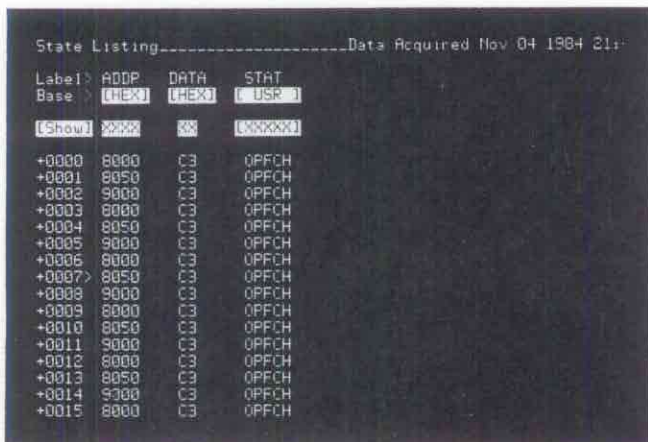 State Listing____________________Data Acquired Nov 04 1984 21:
Label> ADDP DATA STAT
Base > [HEX] [HEX] [ USR ]
[Show] XXXX XX [XXXXX]
+0000 8000 C3 OPFCH
+0001 8050 C3 OPFCH
+0002 9000 C3 OPFCH
+0003 8000 C3 OPFCH
+0004 8050 C3 OPFCH
+0005 9000 C3 OPFCH
+0006 8000 C3 OPFCH
+0007> 8050 C3 OPFCH
+0008 9000 C3 OPFCH
+0009 8000 C3 OPFCH
+0010 8050 C3 OPFCH
+0011 9000 C3 OPFCH
+0012 8000 C3 OPFCH
+0013 8050 C3 OPFCH
+0014 9000 C3 OPFCH
+0015 8000 C3 OPFCH